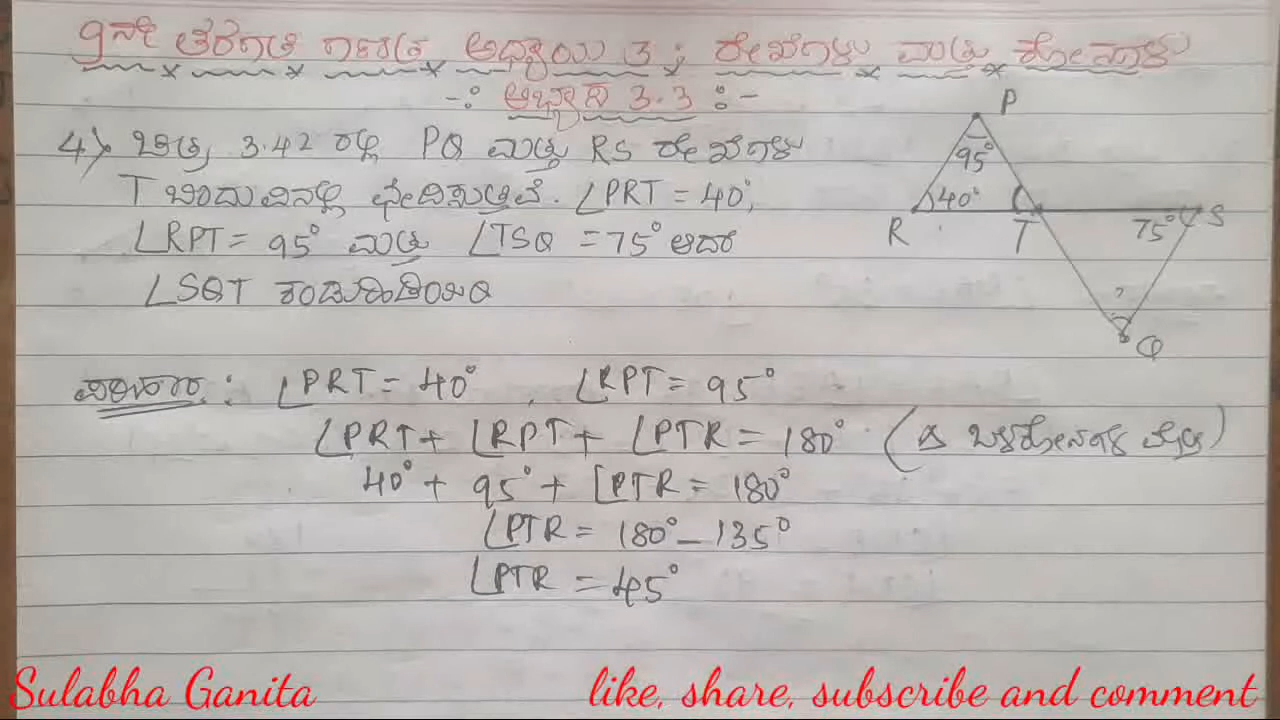 9ನೇ ತರಗತಿ ಗಣಿತ ಅಧ್ಯಾಯ 3 ; ರೇಖೆಗಳು ಮತ್ತು ಕೋನಗಳು
-: ಅಭ್ಯಾಸ 3.3 :-
4). ಚಿತ್ರ 3.42 ರಲ್ಲಿ PQ ಮತ್ತು RS ರೇಖೆಗಳು
T ಬಿಂದುವಿನಲ್ಲಿ ಛೇದಿಸುತ್ತವೆ. ∠PRT = 40°,
∠RPT = 95° ಮತ್ತು ∠TSQ = 75° ಆದರೆ
∠SQT ಕಂಡುಹಿಡಿಯಿರಿ
P
95°
40°
R
T
75°
S
?
Q
ಪರಿಹಾರ : ∠PRT = 40° , ∠RPT = 95°
∠PRT + ∠RPT + ∠PTR = 180° (Δ ಒಳಕೋನಗಳ ಮೊತ್ತ)
40° + 95° + ∠PTR = 180°
∠PTR = 180° - 135°
∠PTR = 45°
Sulabha Ganita
like, share, subscribe and comment